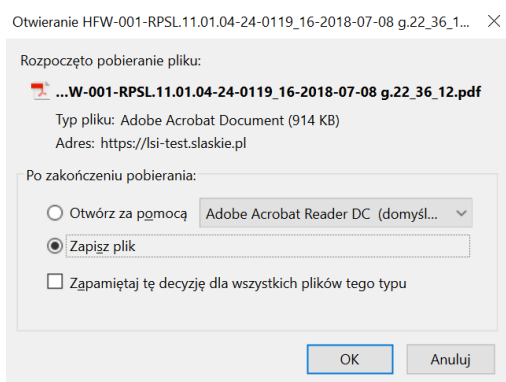 Otwieranie HFW-001-RPSL.11.01.04-24-0119_16-2018-07-08 g.22_36_1...
Rozpoczęto pobieranie pliku:
...W-001-RPSL.11.01.04-24-0119_16-2018-07-08 g.22_36_12.pdf
Typ pliku: Adobe Acrobat Document (914 KB)
Adres: https://lsi-test.slaskie.pl
Po zakończeniu pobierania:
Otwórz za pomocą Adobe Acrobat Reader DC (domyśl...
Zapisz plik
Zapamiętaj tę decyzję dla wszystkich plików tego typu
OK Anuluj